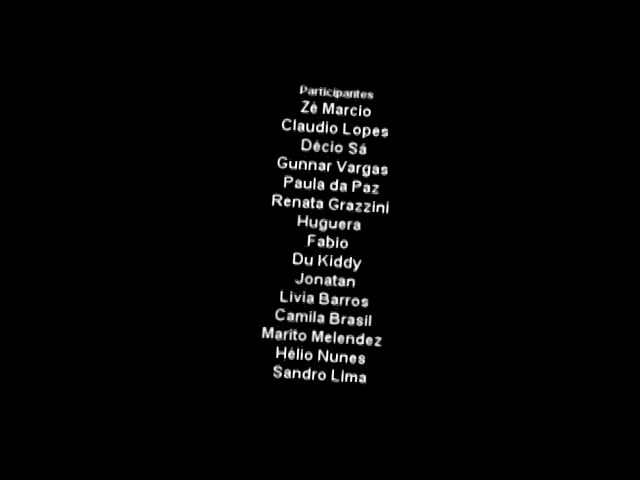 Participantes
Zé Marcio
Claudio Lopes
Décio Sá
Gunnar Vargas
Paula da Paz
Renata Grazzini
Huguera
Fabio
Du Kiddy
Jonatan
Livia Barros
Camila Brasil
Marito Melendez
Hélio Nunes
Sandro Lima